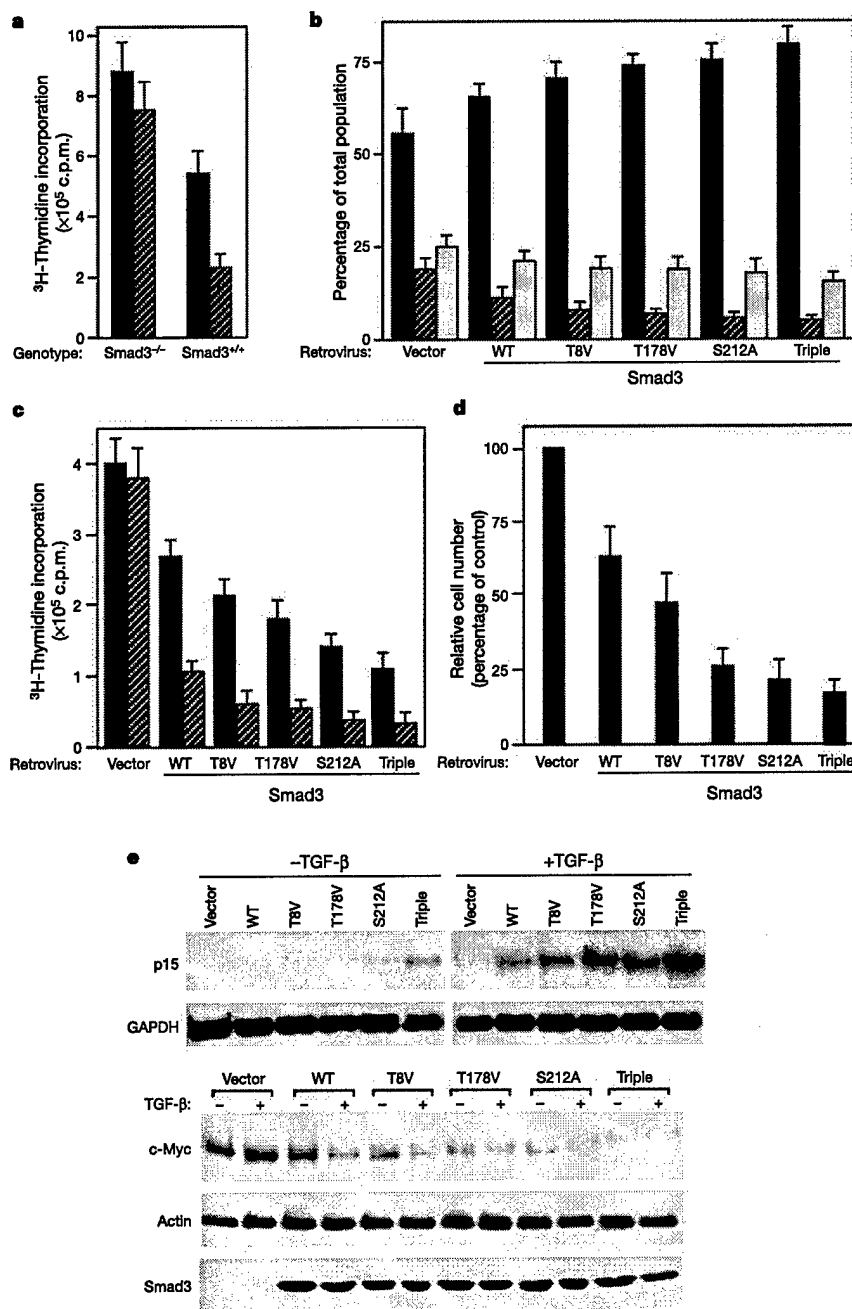 a
³H-Thymidine incorporation
(×10⁵ c.p.m.)
10
8
6
4
2
0
Genotype: Smad3⁻/⁻ Smad3⁺/⁺
b
Percentage of total population
75
50
25
0
Retrovirus: Vector WT T8V T178V S212A Triple
Smad3
c
³H-Thymidine incorporation
(×10⁵ c.p.m.)
4
3
2
1
0
Retrovirus: Vector WT T8V T178V S212A Triple
Smad3
d
Relative cell number
(percentage of control)
100
75
50
25
0
Retrovirus: Vector WT T8V T178V S212A Triple
Smad3
e
–TGF-β +TGF-β
Vector WT T8V T178V S212A Triple Vector WT T8V T178V S212A Triple
p15
GAPDH
Vector WT T8V T178V S212A Triple
TGF-β: – + – + – + – + – + – +
c-Myc
Actin
Smad3